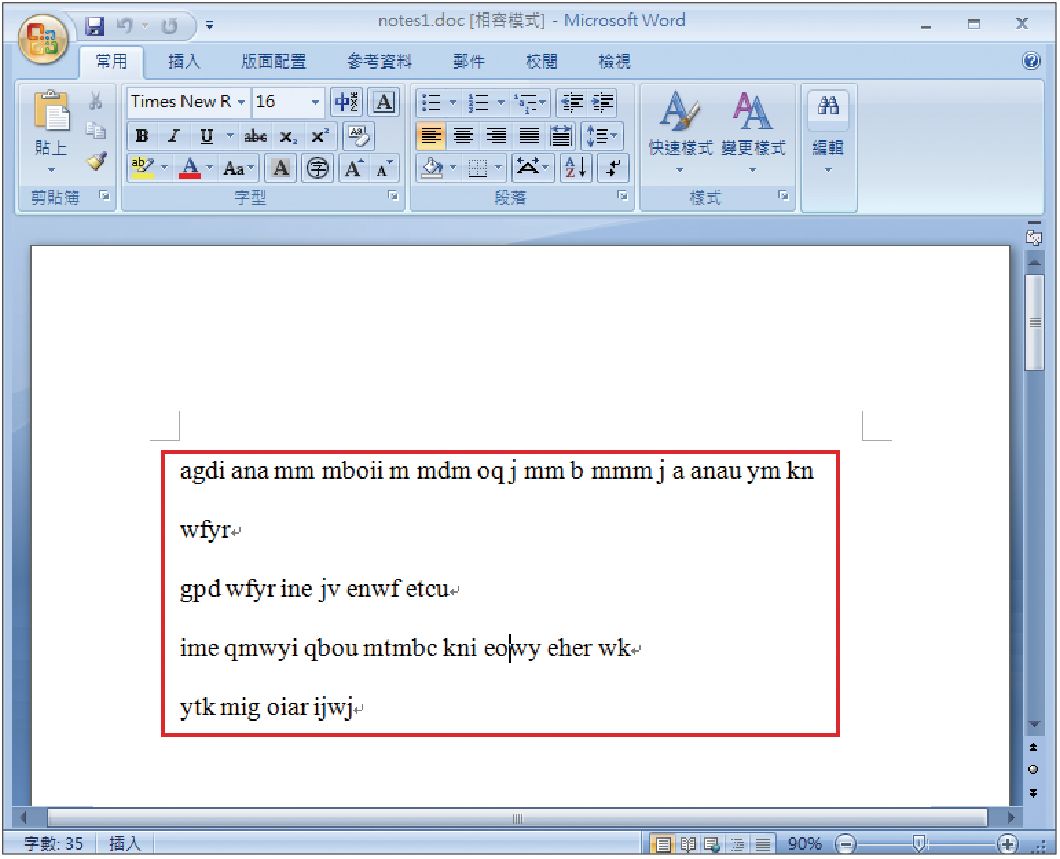 notes1.doc [相容模式] - Microsoft Word
常用 插入 版面配置 參考資料 郵件 校閱 檢視
Times New R 16
貼上 快速樣式 變更樣式 編輯
剪貼簿 字型 段落 樣式
agdi ana mm mboii m mdm oq j mm b mmm j a anau ym kn
wfyr
gpd wfyr ine jv enwf etcu
ime qmwyi qbou mtmbc kni eowy eher wk
ytk mig oiar ijwj
字數: 35 插入 90%